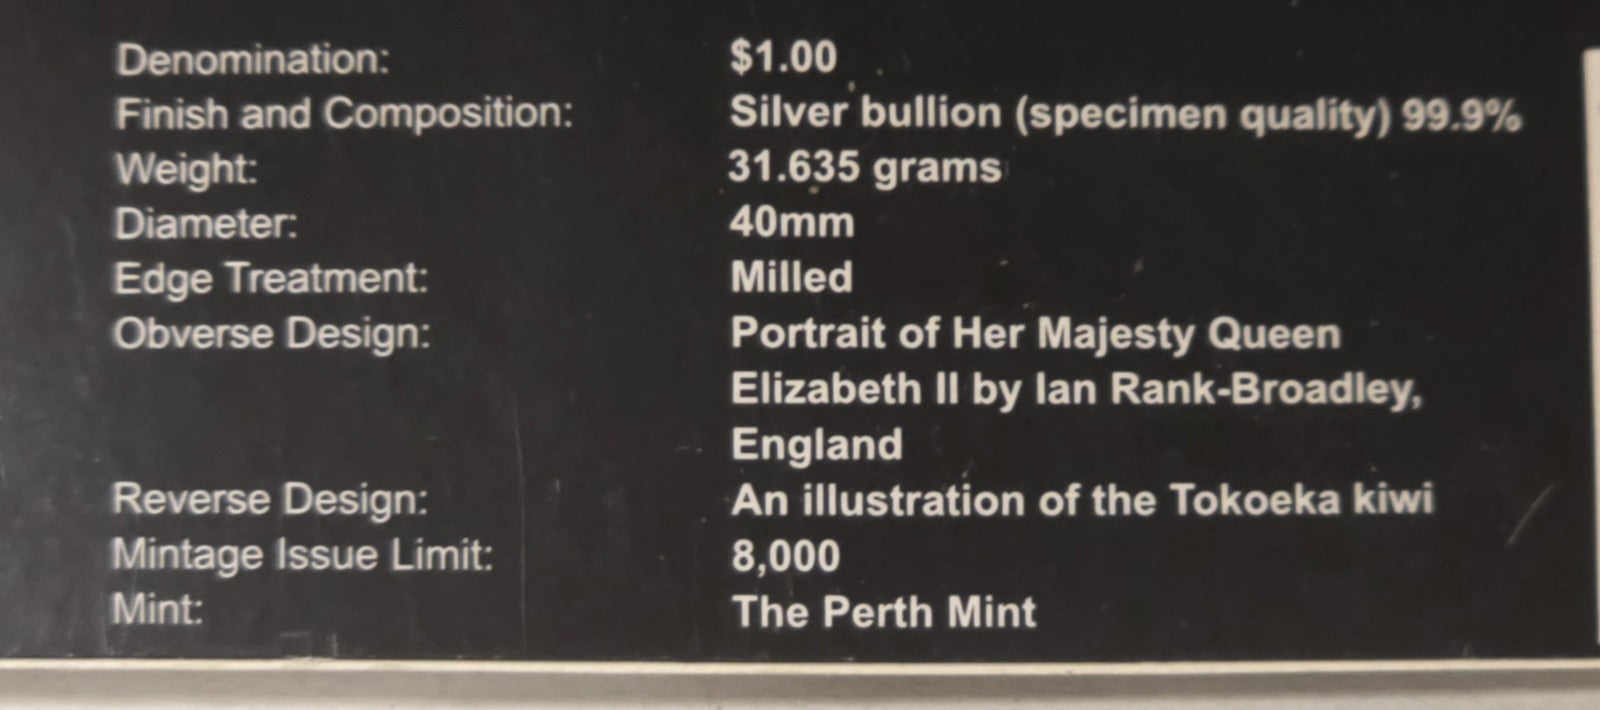 Denomination: $1.00
Finish and Composition: Silver bullion (specimen quality) 99.9%
Weight: 31.635 grams
Diameter: 40mm
Edge Treatment: Milled
Obverse Design: Portrait of Her Majesty Queen
Elizabeth II by Ian Rank-Broadley,
England
Reverse Design: An illustration of the Tokoeka kiwi
Mintage Issue Limit: 8,000
Mint: The Perth Mint